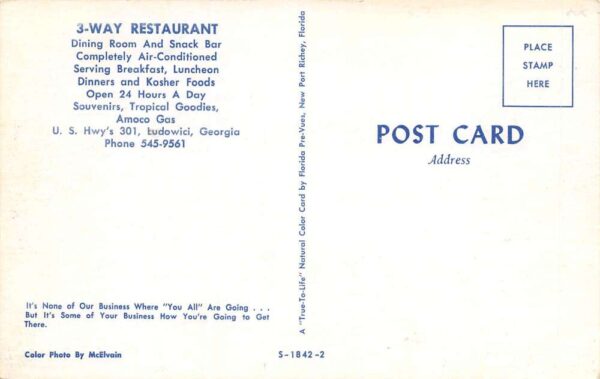 3-WAY RESTAURANT
Dining Room And Snack Bar
Completely Air-Conditioned
Serving Breakfast, Luncheon
Dinners and Kosher Foods
Open 24 Hours A Day
Souvenirs, Tropical Goodies,
Amoco Gas
U. S. Hwy's 301, Ludowici, Georgia
Phone 545-9561
It's None of Our Business Where "You All" Are Going . . .
But It's Some of Your Business How You're Going to Get
There.
Color Photo By McElvain
A "True-To-Life" Natural Color Card by Florida Pre-Vues, New Port Richey, Florida
S-1842-2
PLACE
STAMP
HERE
POST CARD
Address